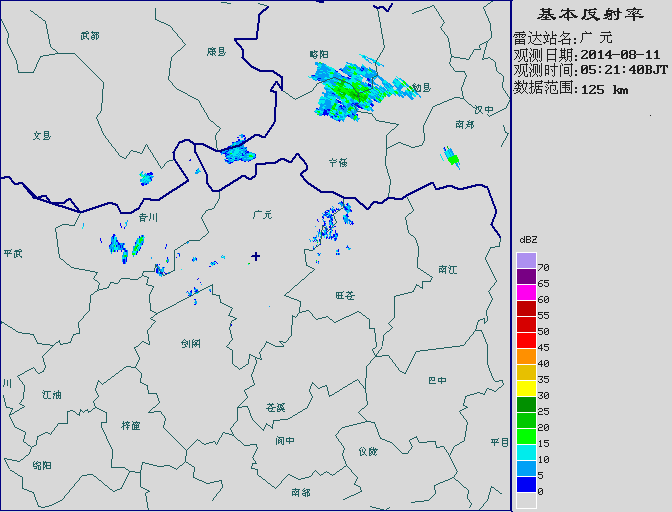 基本反射率
雷达站名:广 元
观测日期:2014-08-11
观测时间:05:21:40BJT
数据范围:125 km
dBZ
70
65
60
55
50
45
40
35
30
25
20
15
10
5
0
武都
康县
略阳
勉县
汉中
南郑
文县
宁强
青川
广元
平武
南江
旺苍
剑阁
川
江油
巴中
苍溪
梓潼
阆中
仪陇
平昌
绵阳
南部